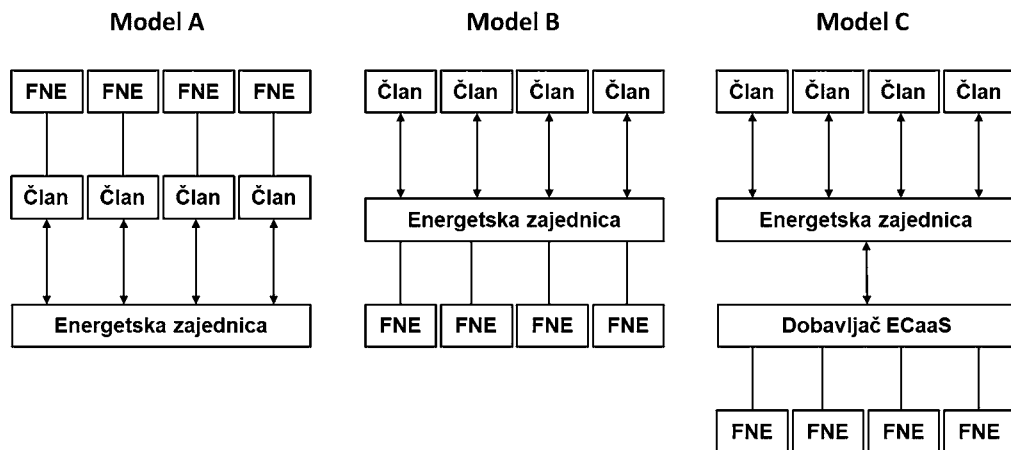 Model A
Model B
Model C
FNE FNE FNE FNE
Član Član Član Član
Energetska zajednica
Član Član Član Član
Energetska zajednica
FNE FNE FNE FNE
Član Član Član Član
Energetska zajednica
Dobavljač ECaaS
FNE FNE FNE FNE